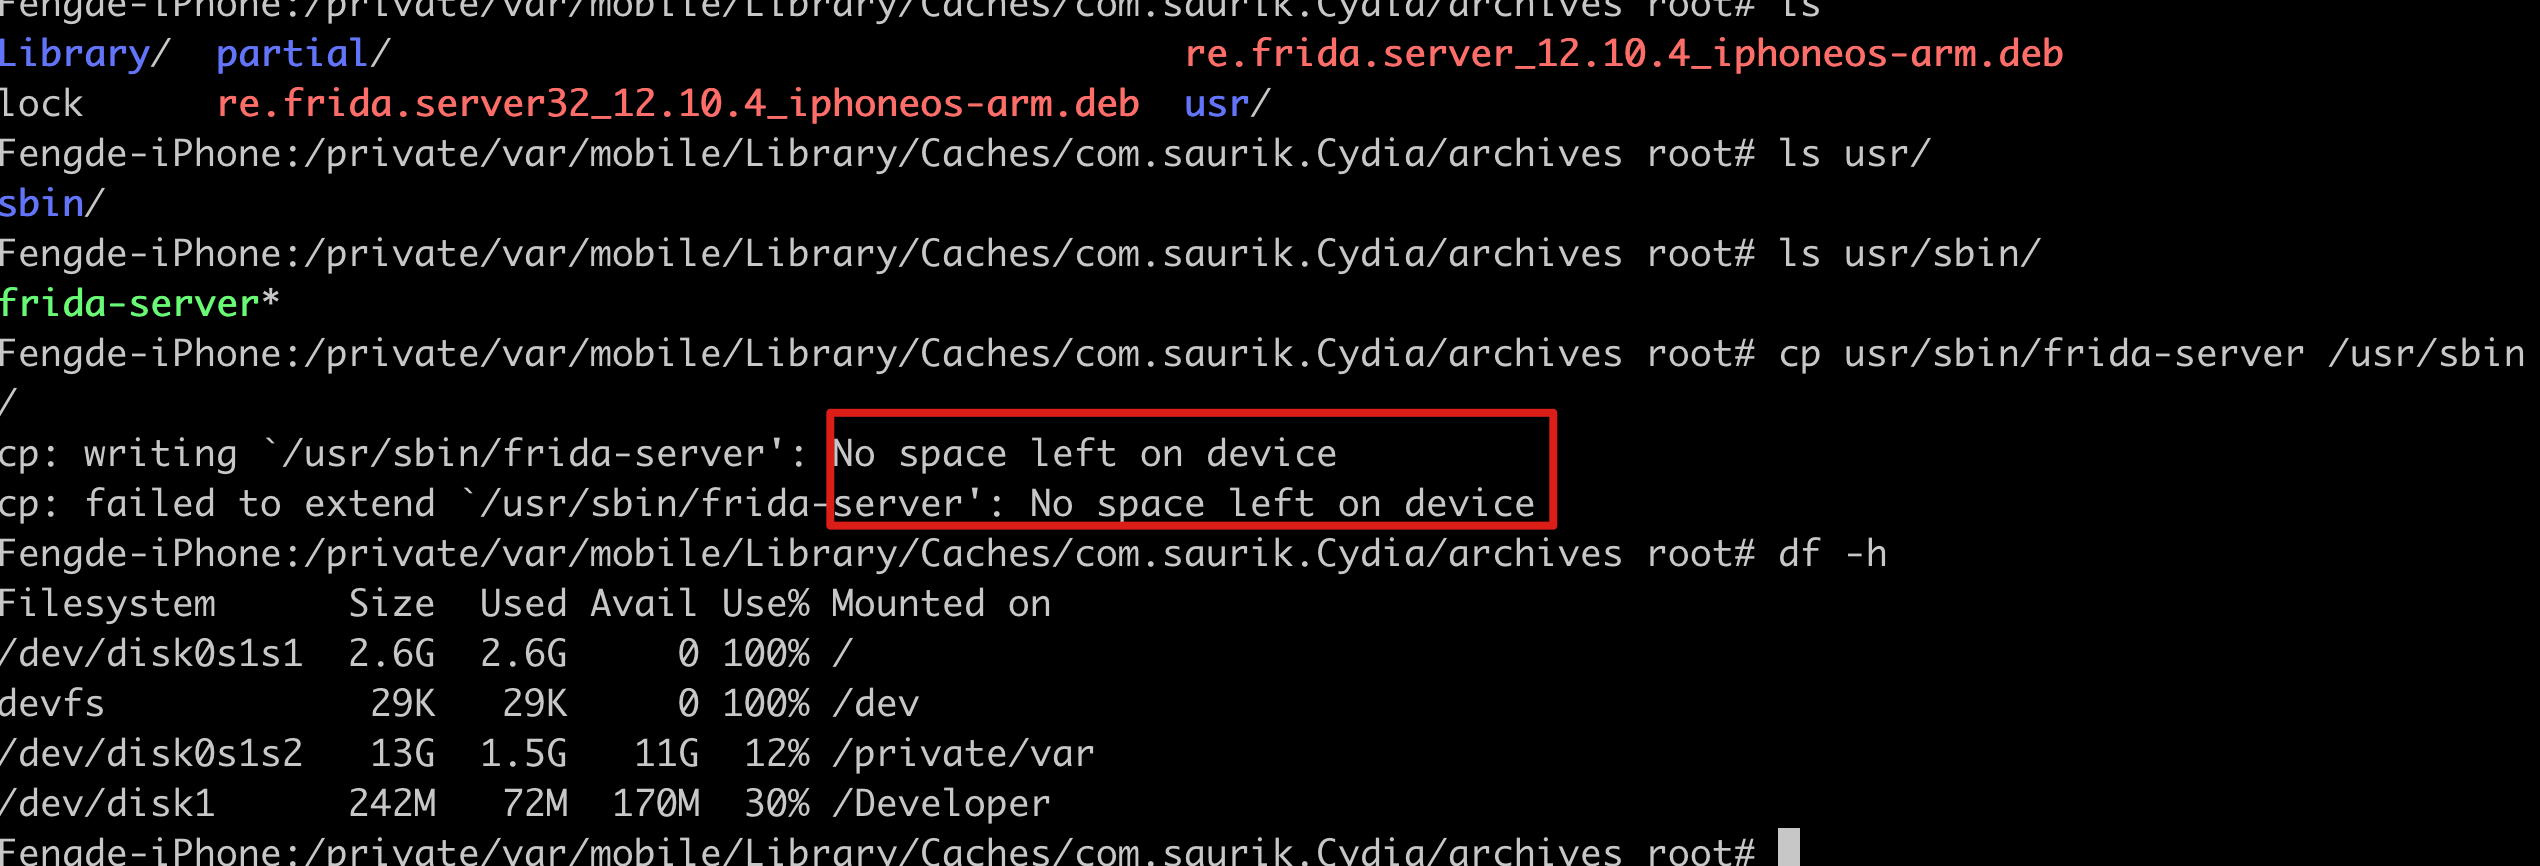 Fengde-iPhone:/private/var/mobile/Library/Caches/com.saurik.Cydia/archives root# ls
Library/  partial/                                    re.frida.server_12.10.4_iphoneos-arm.deb
lock      re.frida.server32_12.10.4_iphoneos-arm.deb  usr/
Fengde-iPhone:/private/var/mobile/Library/Caches/com.saurik.Cydia/archives root# ls usr/
sbin/
Fengde-iPhone:/private/var/mobile/Library/Caches/com.saurik.Cydia/archives root# ls usr/sbin/
frida-server*
Fengde-iPhone:/private/var/mobile/Library/Caches/com.saurik.Cydia/archives root# cp usr/sbin/frida-server /usr/sbin
/
cp: writing `/usr/sbin/frida-server': No space left on device
cp: failed to extend `/usr/sbin/frida-server': No space left on device
Fengde-iPhone:/private/var/mobile/Library/Caches/com.saurik.Cydia/archives root# df -h
Filesystem      Size  Used Avail Use% Mounted on
/dev/disk0s1s1  2.6G  2.6G     0 100% /
devfs            29K   29K     0 100% /dev
/dev/disk0s1s2   13G  1.5G   11G  12% /private/var
/dev/disk1      242M   72M  170M  30% /Developer
Fengde-iPhone:/private/var/mobile/Library/Caches/com.saurik.Cydia/archives root#